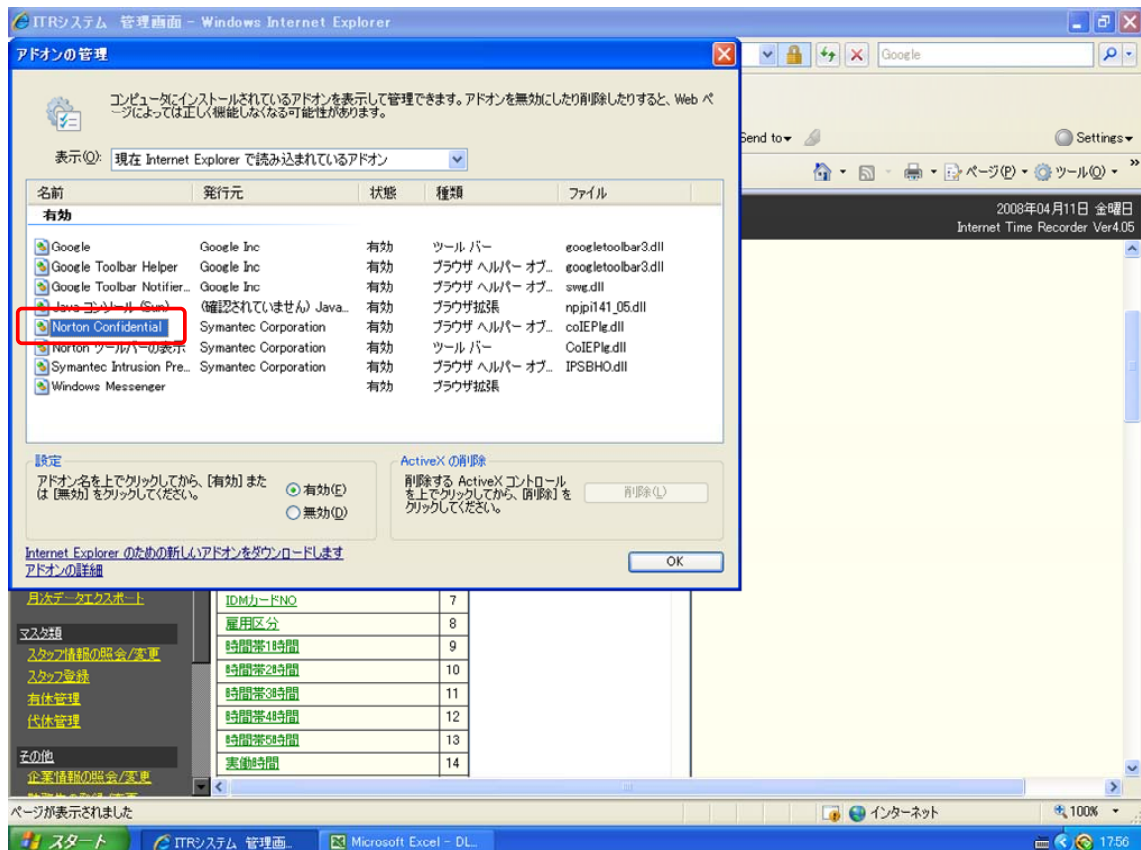 ITRシステム 管理画面 - Windows Internet Explorer
アドオンの管理
Google
コンピュータにインストールされているアドオンを表示して管理できます。アドオンを無効にしたり削除したりすると、Web ペ
ージによっては正しく機能しなくなる可能性があります。
Send to
Settings
表示(O): 現在 Internet Explorer で読み込まれているアドオン
ページ(P) ツール(O) »
名前 発行元 状態 種類 ファイル
2008年04月11日 金曜日
有効
Internet Time Recorder Ver4.05
Google Google Inc 有効 ツール バー googletoolbar3.dll
Google Toolbar Helper Google Inc 有効 ブラウザ ヘルパー オブ... googletoolbar3.dll
Google Toolbar Notifier... Google Inc 有効 ブラウザ ヘルパー オブ... swg.dll
Java コンソール (Sun) (確認されていません) Java... 有効 ブラウザ拡張 npjpi141_05.dll
Norton Confidential Symantec Corporation 有効 ブラウザ ヘルパー オブ... coIEPlg.dll
Norton ツールバーの表示 Symantec Corporation 有効 ツール バー CoIEPlg.dll
Symantec Intrusion Pre... Symantec Corporation 有効 ブラウザ ヘルパー オブ... IPSBHO.dll
Windows Messenger 有効 ブラウザ拡張
設定
アドオン名を上でクリックしてから、[有効] また
は [無効] をクリックしてください。
有効(E)
無効(D)
ActiveX の削除
削除する ActiveX コントロール
を上でクリックしてから、[削除] を
クリックしてください。
削除(L)
Internet Explorer のための新しいアドオンをダウンロードします
アドオンの詳細
OK
月次データエクスポート
マスタ類
スタッフ情報の照会/変更
スタッフ登録
有休管理
代休管理
その他
企業情報の照会/変更
IDMカードNO 7
雇用区分 8
時間帯1時間 9
時間帯2時間 10
時間帯3時間 11
時間帯4時間 12
時間帯5時間 13
実働時間 14
ページが表示されました
インターネット
100%
スタート
ITRシステム 管理画...
Microsoft Excel - DL...
17:56